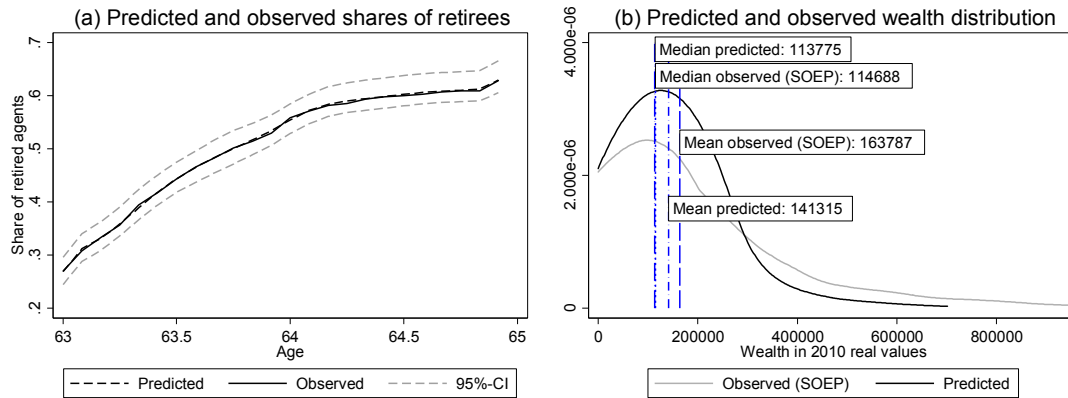 (a) Predicted and observed shares of retirees
Share of retired agents
.7
.6
.5
.4
.3
.2
63
63.5
64
64.5
65
Age
Predicted
Observed
95%-CI
(b) Predicted and observed wealth distribution
4.000e-06
2.000e-06
0
Median predicted: 113775
Median observed (SOEP): 114688
Mean observed (SOEP): 163787
Mean predicted: 141315
0
200000
400000
600000
800000
Wealth in 2010 real values
Observed (SOEP)
Predicted